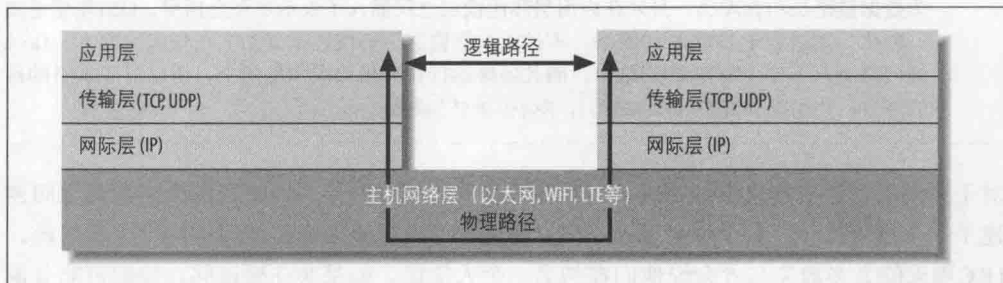 逻辑路径
应用层
应用层
传输层(TCP,UDP)
传输层(TCP,UDP)
网际层(IP)
网际层(IP)
主机网络层（以太网,WiFi,LTE等）
物理路径